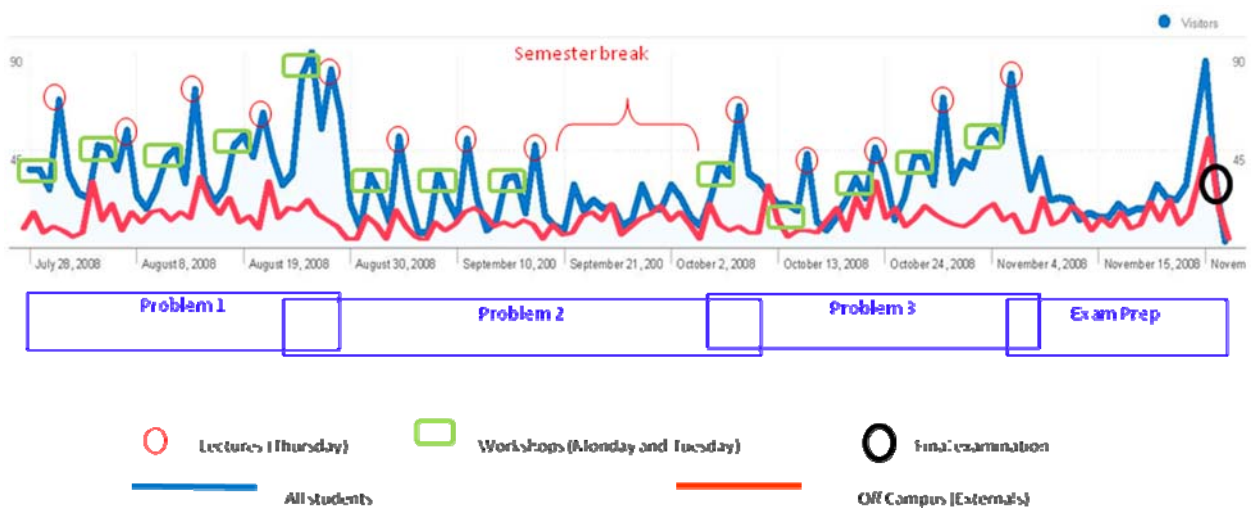 Visitors
Semester break
90 90
45 45
July 28, 2008 August 8, 2008 August 19, 2008 August 30, 2008 September 10, 200 September 21, 200 October 2, 2008 October 13, 2008 October 24, 2008 November 4, 2008 November 15, 2008 Novem
Problem 1 Problem 2 Problem 3 Exam Prep
Lectures (Thursday) Workshops (Monday and Tuesday) Final examination
All students Off Campus (Externals)